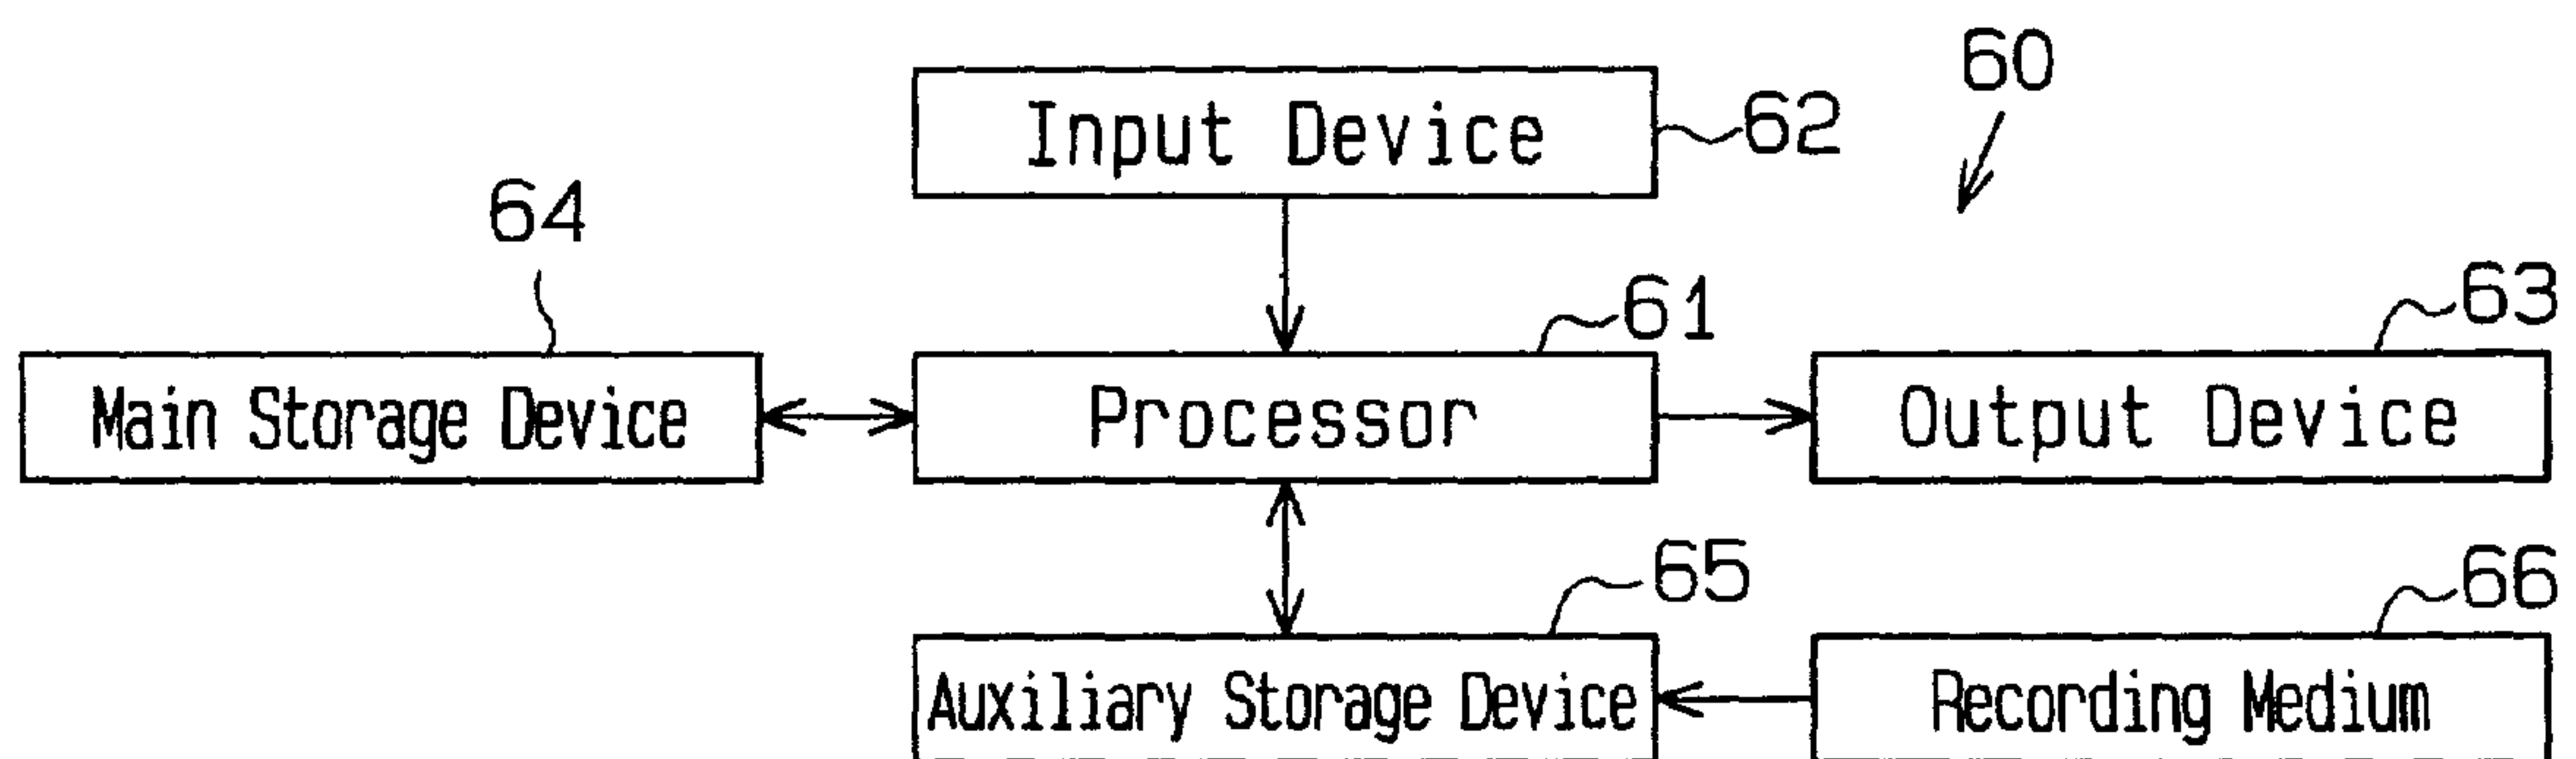 60
Input Device
62
64
61
63
Main Storage Device
Processor
Output Device
65
66
Auxiliary Storage Device
Recording Medium